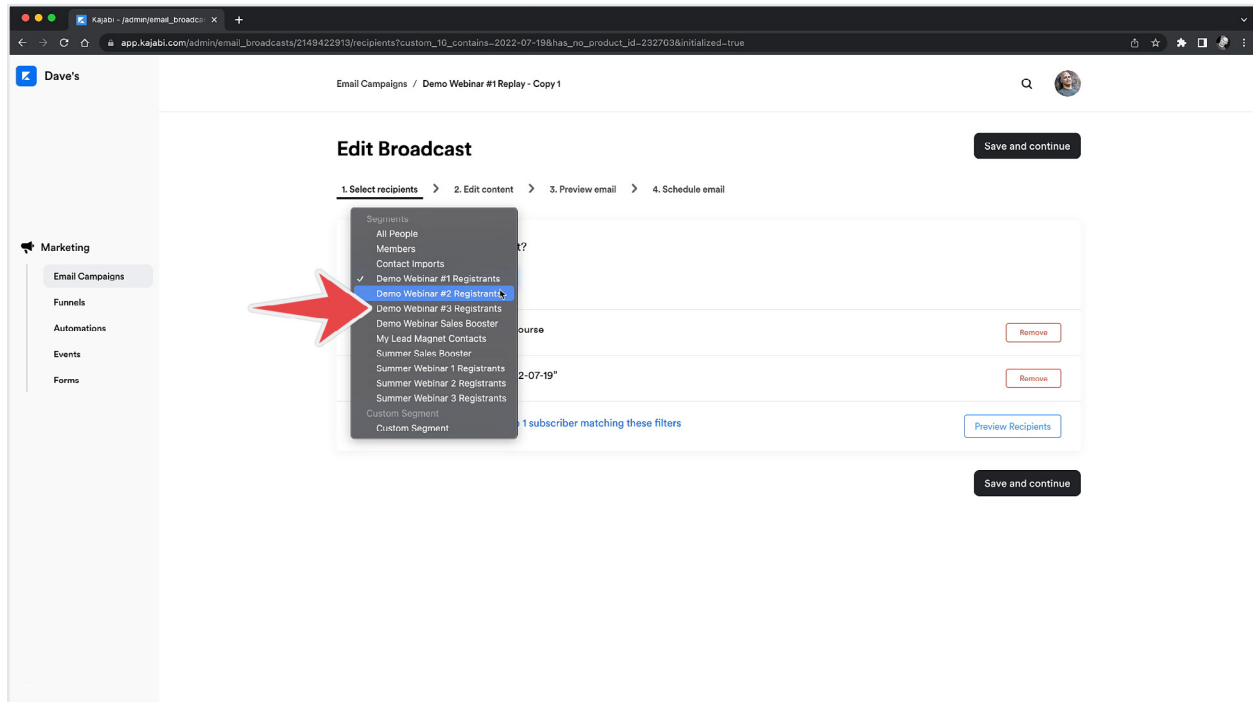 Kajabi - /admin/email_broadca
app.kajabi.com/admin/email_broadcasts/2149422913/recipients?custom_10_contains=2022-07-19&has_no_product_id=232703&initialized=true
Dave's
Email Campaigns / Demo Webinar #1 Replay - Copy 1
Edit Broadcast
Save and continue
1. Select recipients > 2. Edit content > 3. Preview email > 4. Schedule email
Segments
All People
Members
t?
Contact Imports
✓ Demo Webinar #1 Registrants
Demo Webinar #2 Registrants
Demo Webinar #3 Registrants
Demo Webinar Sales Booster
ourse
Remove
My Lead Magnet Contacts
Summer Sales Booster
Summer Webinar 1 Registrants
2-07-19"
Remove
Summer Webinar 2 Registrants
Summer Webinar 3 Registrants
Custom Segment
Custom Segment
1 subscriber matching these filters
Preview Recipients
Save and continue
Marketing
Email Campaigns
Funnels
Automations
Events
Forms